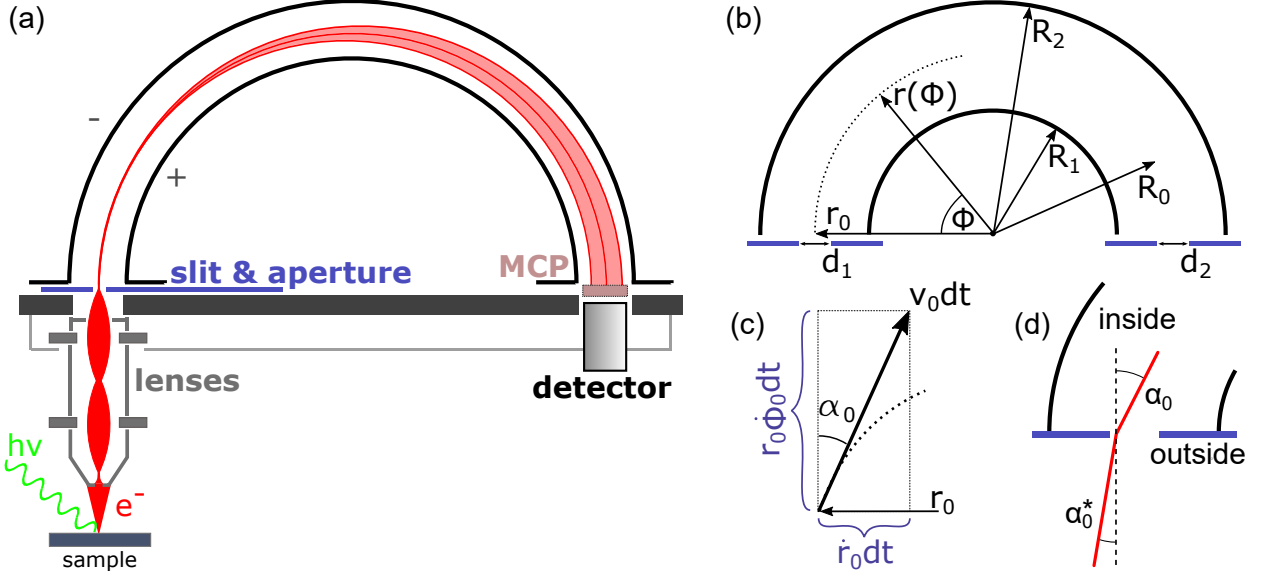 (a)
-
+
slit & aperture
MCP
lenses
detector
hν
e⁻
sample
(b)
R₂
r(Φ)
R₁
R₀
r₀
Φ
d₁
d₂
(c)
v₀dt
r₀Φ̇₀dt
α₀
r₀
ṙ₀dt
(d)
inside
α₀
outside
α₀*